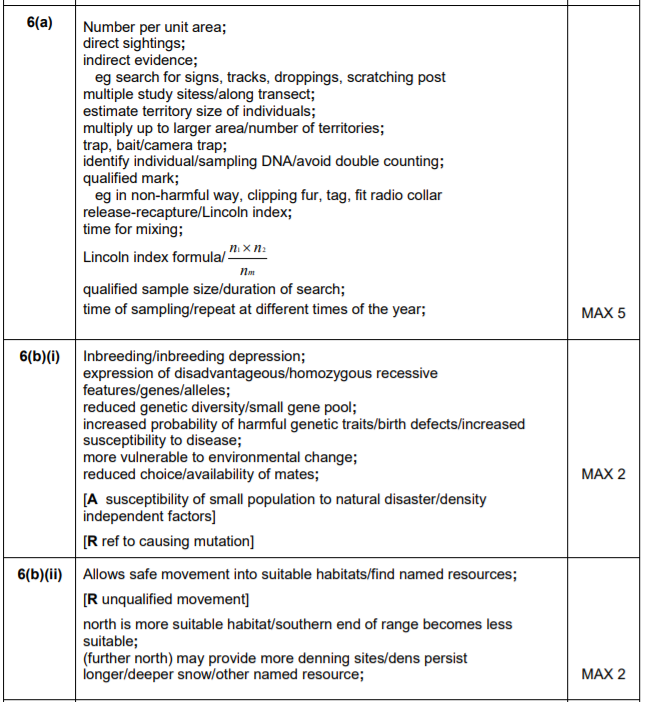 6(a)
Number per unit area;
direct sightings;
indirect evidence;
eg search for signs, tracks, droppings, scratching post
multiple study sitess/along transect;
estimate territory size of individuals;
multiply up to larger area/number of territories;
trap, bait/camera trap;
identify individual/sampling DNA/avoid double counting;
qualified mark;
eg in non-harmful way, clipping fur, tag, fit radio collar
release-recapture/Lincoln index;
time for mixing;
Lincoln index formula/ n₁ × n₂
nm
qualified sample size/duration of search;
time of sampling/repeat at different times of the year;
MAX 5
6(b)(i)
Inbreeding/inbreeding depression;
expression of disadvantageous/homozygous recessive
features/genes/alleles;
reduced genetic diversity/small gene pool;
increased probability of harmful genetic traits/birth defects/increased
susceptibility to disease;
more vulnerable to environmental change;
reduced choice/availability of mates;
MAX 2
[A susceptibility of small population to natural disaster/density
independent factors]
[R ref to causing mutation]
6(b)(ii)
Allows safe movement into suitable habitats/find named resources;
[R unqualified movement]
north is more suitable habitat/southern end of range becomes less
suitable;
(further north) may provide more denning sites/dens persist
longer/deeper snow/other named resource;
MAX 2